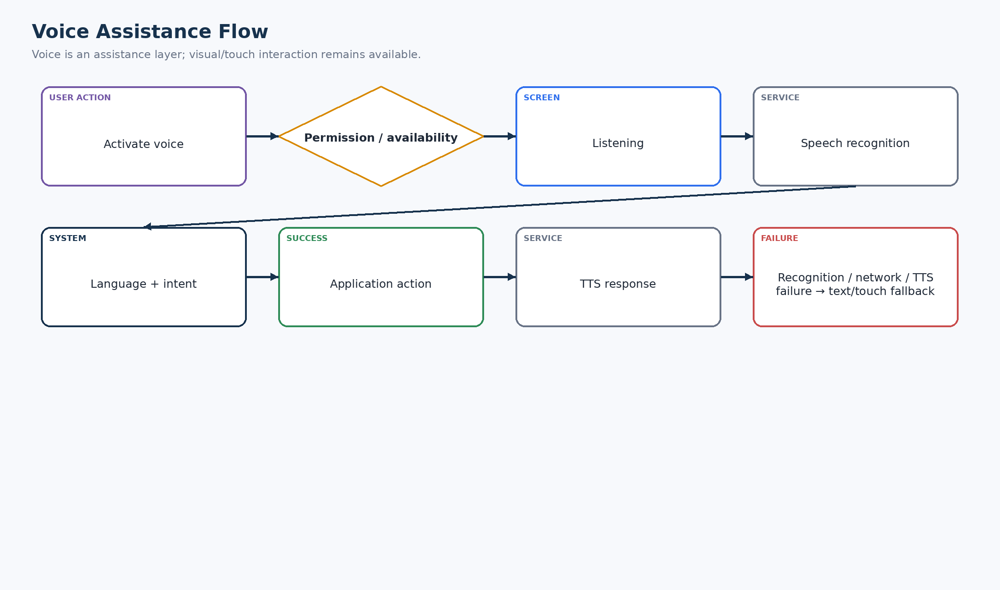 Voice Assistance Flow
Voice is an assistance layer; visual/touch interaction remains available.
USER ACTION
Activate voice
Permission / availability
SCREEN
Listening
SERVICE
Speech recognition
SYSTEM
Language + intent
SUCCESS
Application action
SERVICE
TTS response
FAILURE
Recognition / network / TTS
failure → text/touch fallback